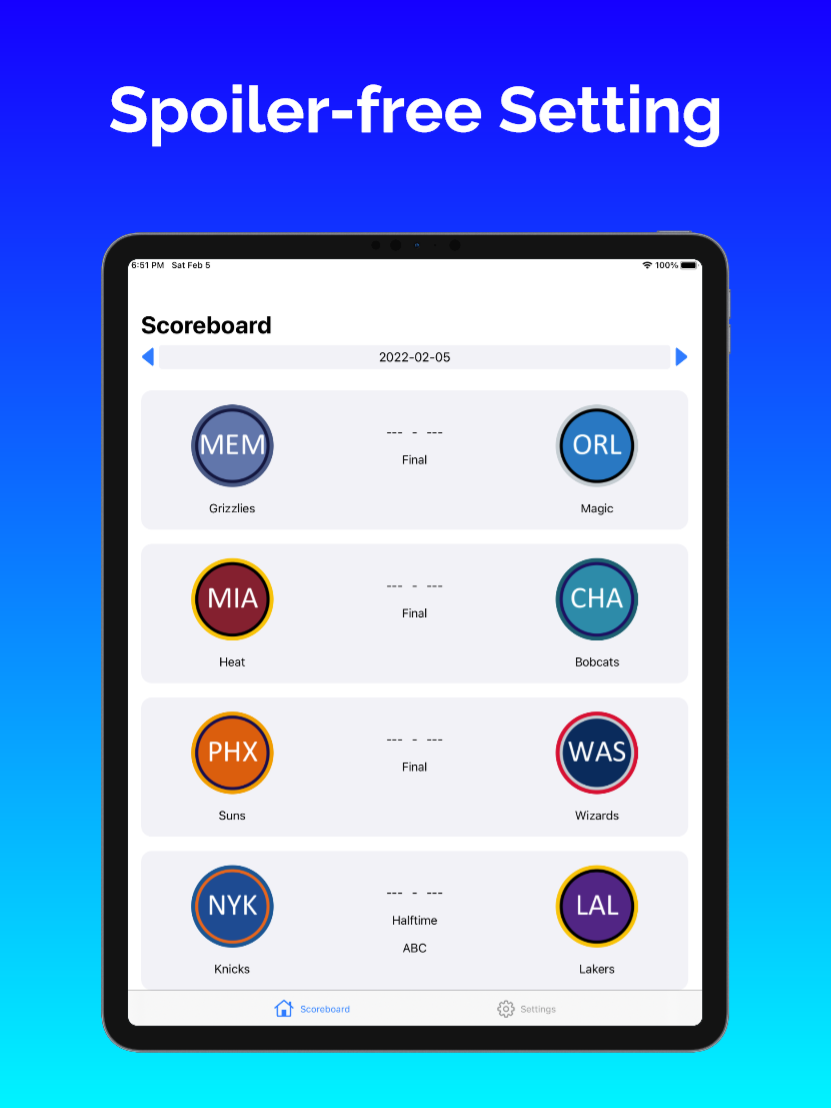 Spoiler-free Setting
6:51 PM Sat Feb 5 100%
Scoreboard
2022-02-05
MEM --- - --- ORL
Final
Grizzlies Magic
MIA --- - --- CHA
Final
Heat Bobcats
PHX --- - --- WAS
Final
Suns Wizards
NYK --- - --- LAL
Halftime
ABC
Knicks Lakers
Scoreboard Settings